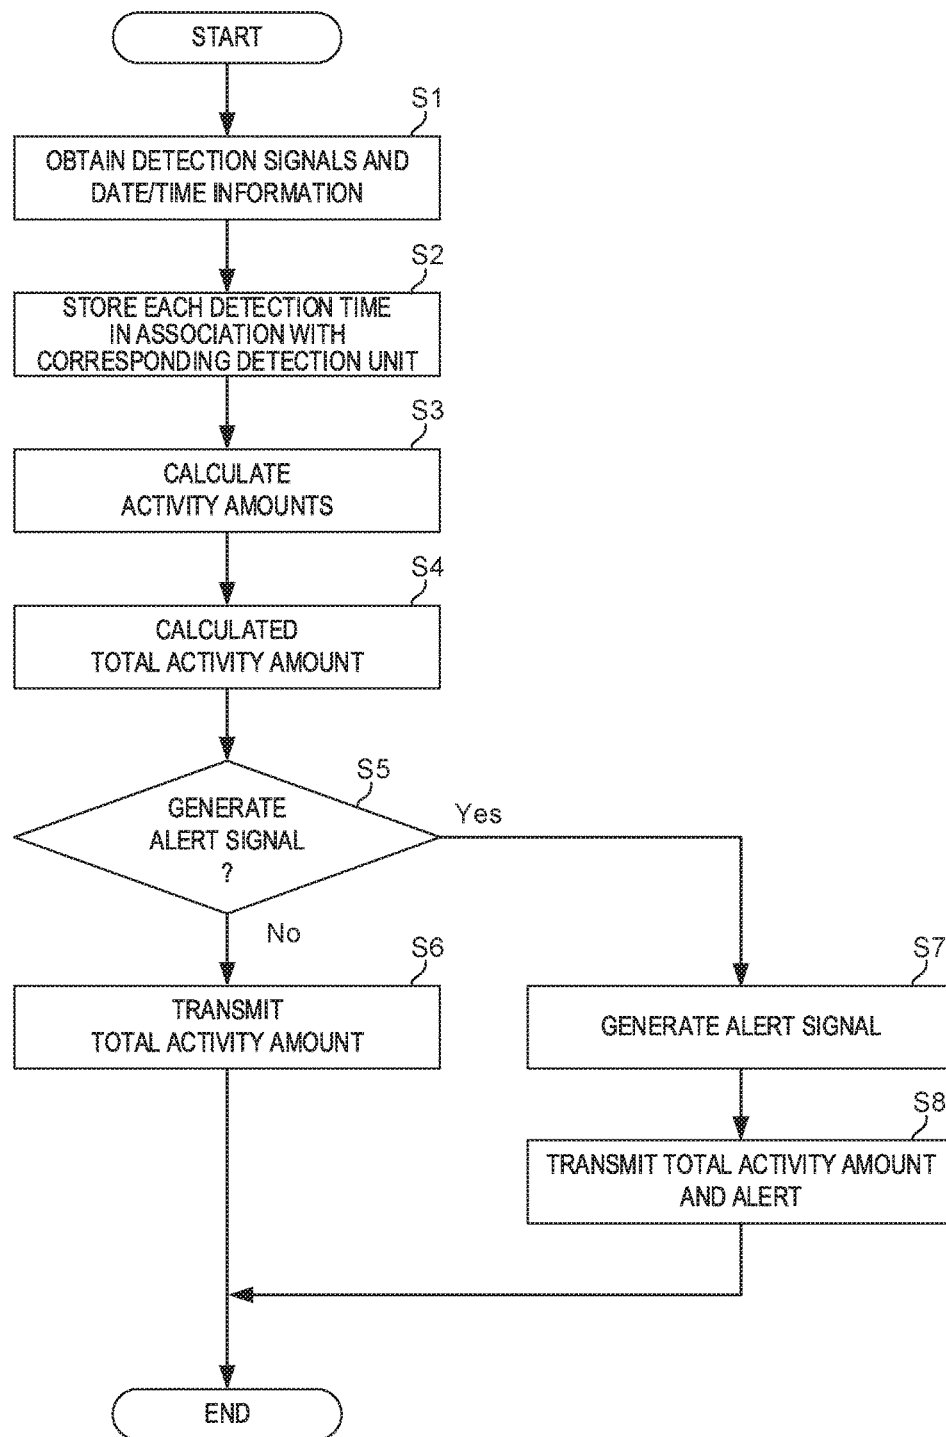 START
S1
OBTAIN DETECTION SIGNALS AND
DATE/TIME INFORMATION
S2
STORE EACH DETECTION TIME
IN ASSOCIATION WITH
CORRESPONDING DETECTION UNIT
S3
CALCULATE
ACTIVITY AMOUNTS
S4
CALCULATED
TOTAL ACTIVITY AMOUNT
S5
GENERATE
ALERT SIGNAL
?
Yes
No
S6
TRANSMIT
TOTAL ACTIVITY AMOUNT
S7
GENERATE ALERT SIGNAL
S8
TRANSMIT TOTAL ACTIVITY AMOUNT
AND ALERT
END